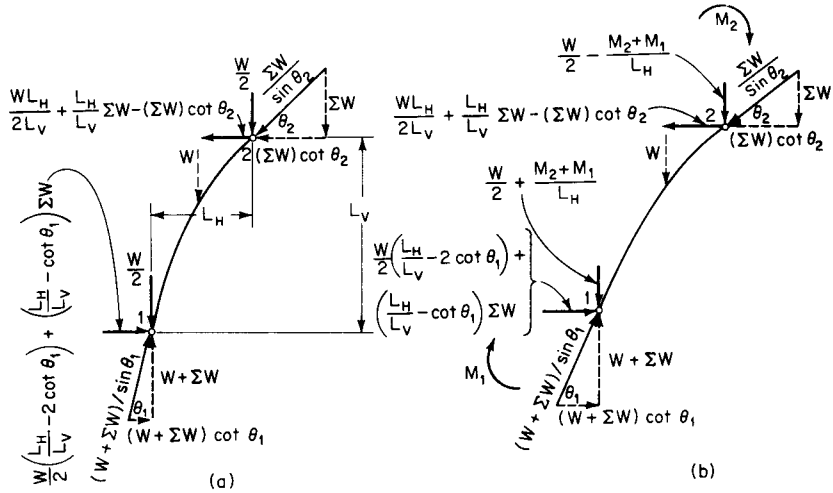 W/2
ΣW/sin θ₂
ΣW
WL_H/2L_V + L_H/L_V ΣW−(ΣW) cot θ₂
θ₂
2
(ΣW) cot θ₂
W
L_H
L_V
W/2
1
W + ΣW
(W + ΣW)/sin θ₁
θ₁
(W + ΣW) cot θ₁
W/2 (L_H/L_V − 2 cot θ₁) + (L_H/L_V − cot θ₁) ΣW
(a)
M₂
W/2 − M₂+M₁/L_H
ΣW/sin θ₂
ΣW
WL_H/2L_V + L_H/L_V ΣW−(ΣW) cot θ₂
2
θ₂
(ΣW) cot θ₂
W
W/2 + M₂+M₁/L_H
W/2 (L_H/L_V − 2 cot θ₁) +
(L_H/L_V − cot θ₁) ΣW
1
M₁
W + ΣW
(W + ΣW)/sin θ₁
θ₁
(W + ΣW) cot θ₁
(b)